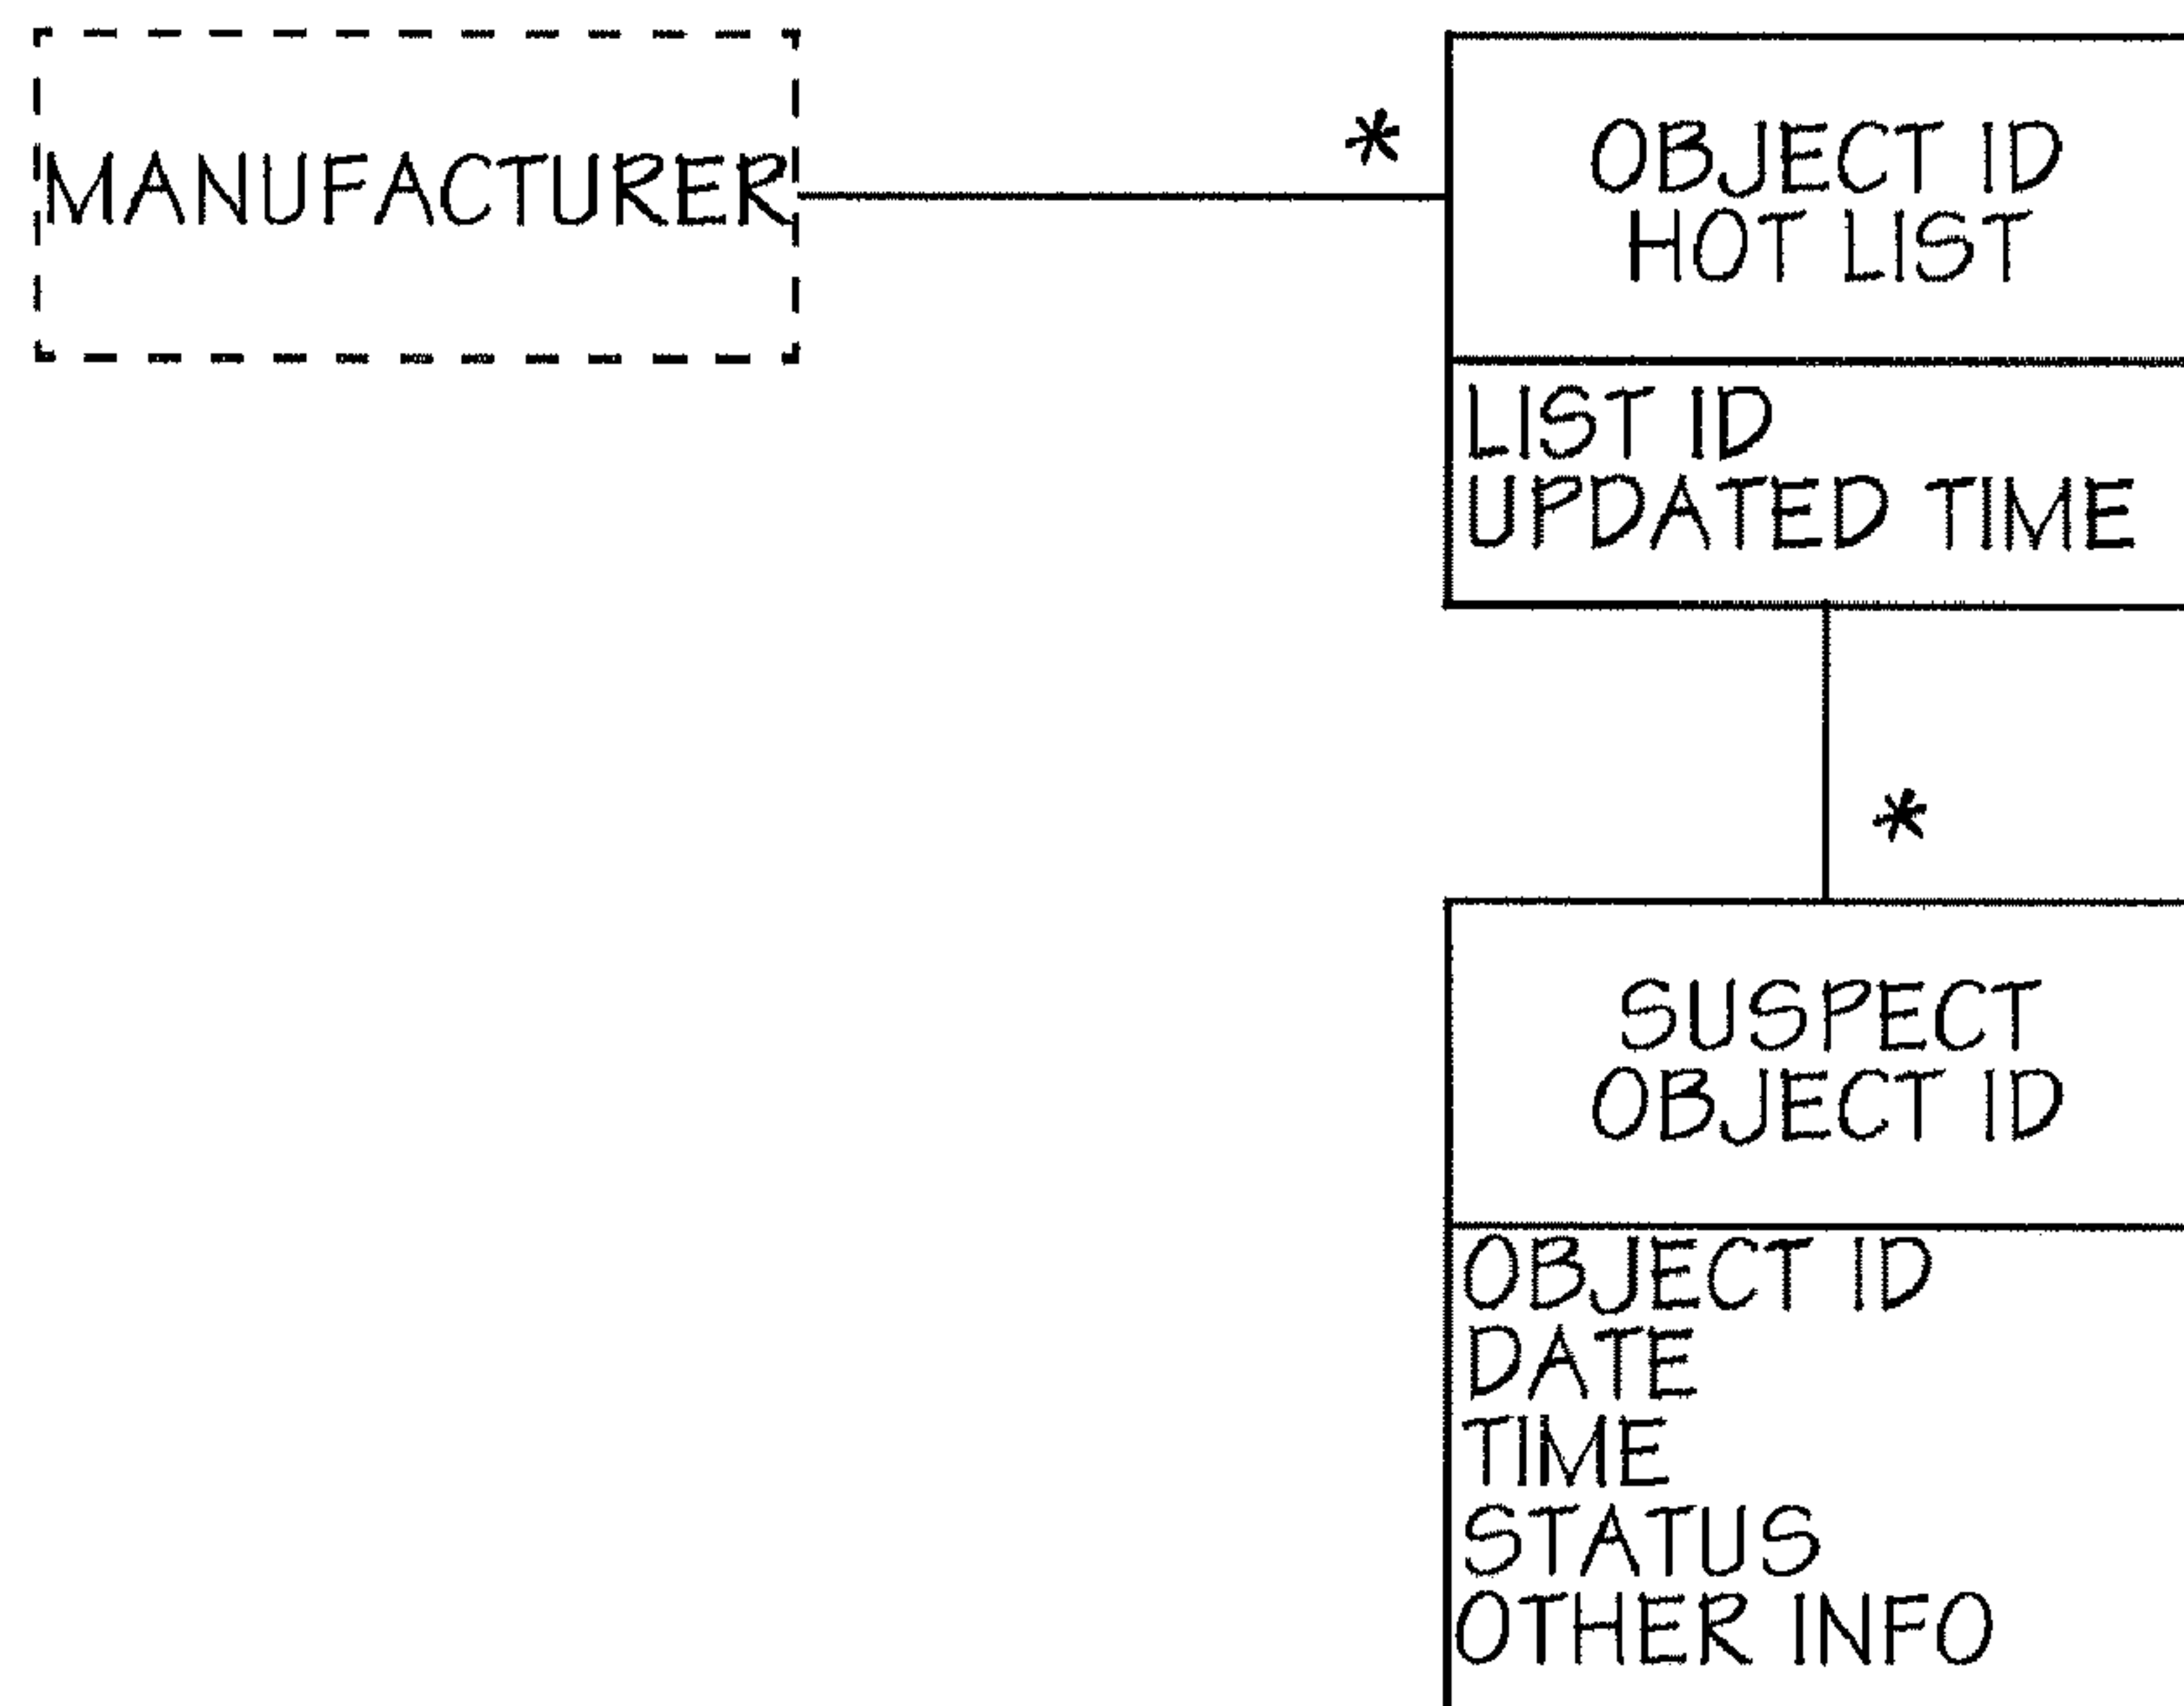 MANUFACTURER
*
OBJECT ID
HOT LIST
LIST ID
UPDATED TIME
*
SUSPECT
OBJECT ID
OBJECT ID
DATE
TIME
STATUS
OTHER INFO